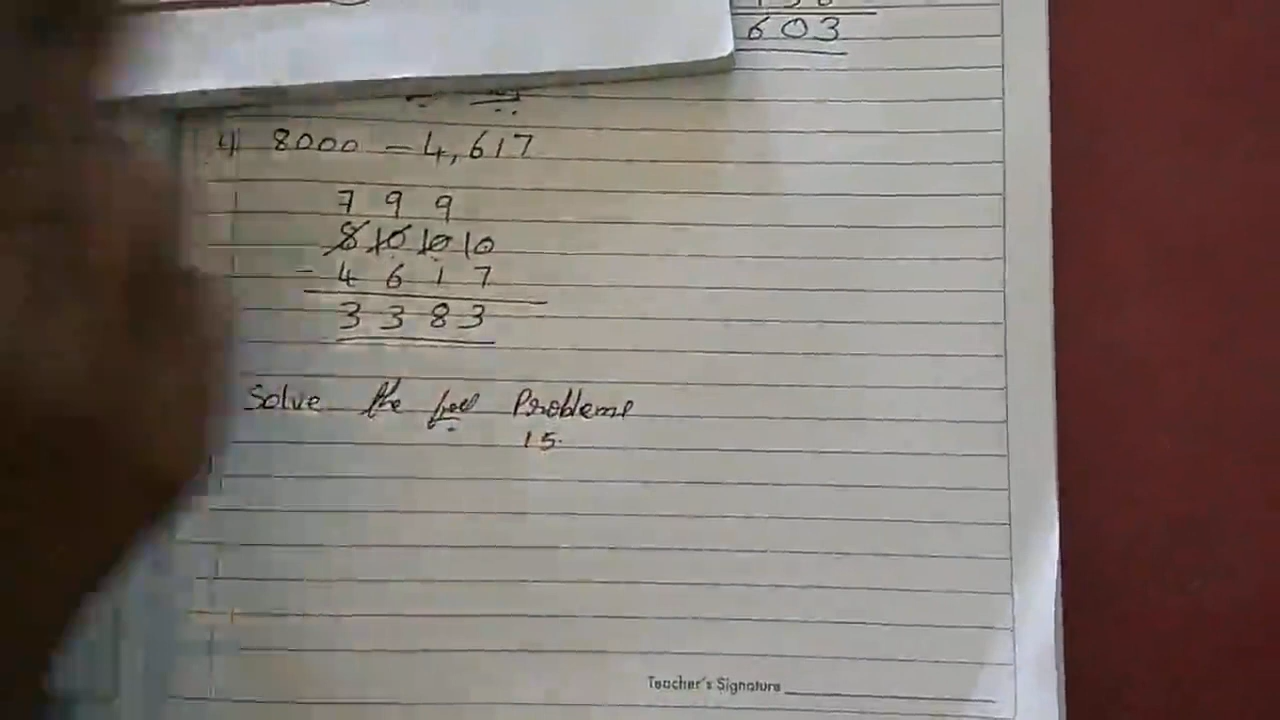 603
4) 8000 - 4,617
7 9 9
8 10 10 10
- 4 6 1 7
3 3 8 3
Solve the Problems
15.
Teacher's Signature